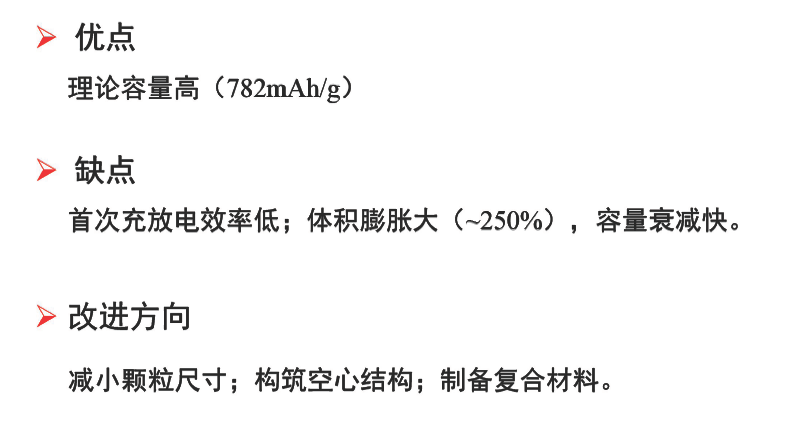 优点
理论容量高（782mAh/g）
缺点
首次充放电效率低；体积膨胀大（~250%），容量衰减快。
改进方向
减小颗粒尺寸；构筑空心结构；制备复合材料。